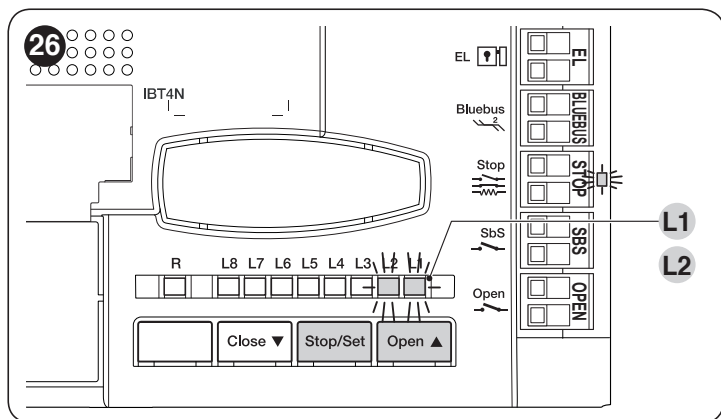 26
IBT4N
EL
EL
Bluebus
2
BLUEBUS
Stop
STOP
SbS
SBS
Open
OPEN
L1
L2
R L8 L7 L6 L5 L4 L3 L2 L1
Close ▼ Stop/Set Open ▲